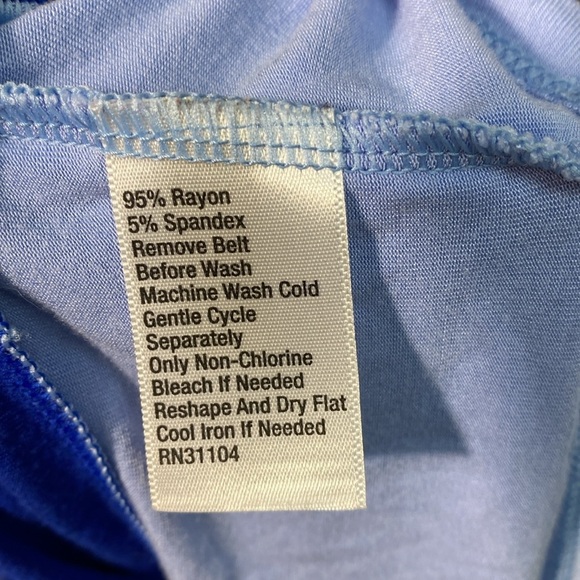 95% Rayon
5% Spandex
Remove Belt
Before Wash
Machine Wash Cold
Gentle Cycle
Separately
Only Non-Chlorine
Bleach If Needed
Reshape And Dry Flat
Cool Iron If Needed
RN31104